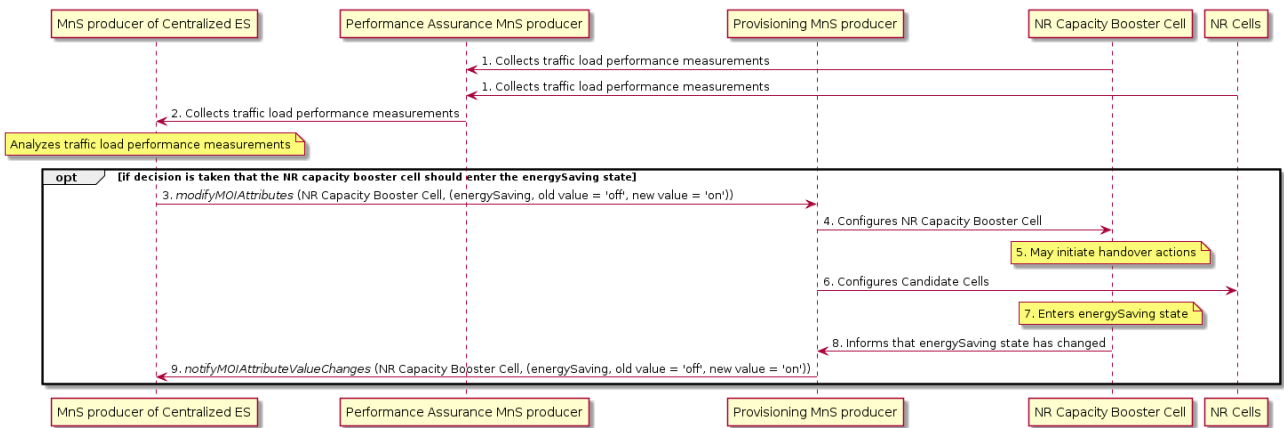 MnS producer of Centralized ES
Performance Assurance MnS producer
Provisioning MnS producer
NR Capacity Booster Cell
NR Cells
1. Collects traffic load performance measurements
1. Collects traffic load performance measurements
2. Collects traffic load performance measurements
Analyzes traffic load performance measurements
opt [if decision is taken that the NR capacity booster cell should enter the energySaving state]
3. modifyMOIAttributes (NR Capacity Booster Cell, (energySaving, old value = 'off', new value = 'on'))
4. Configures NR Capacity Booster Cell
5. May initiate handover actions
6. Configures Candidate Cells
7. Enters energySaving state
8. Informs that energySaving state has changed
9. notifyMOIAttributeValueChanges (NR Capacity Booster Cell, (energySaving, old value = 'off', new value = 'on'))
MnS producer of Centralized ES
Performance Assurance MnS producer
Provisioning MnS producer
NR Capacity Booster Cell
NR Cells